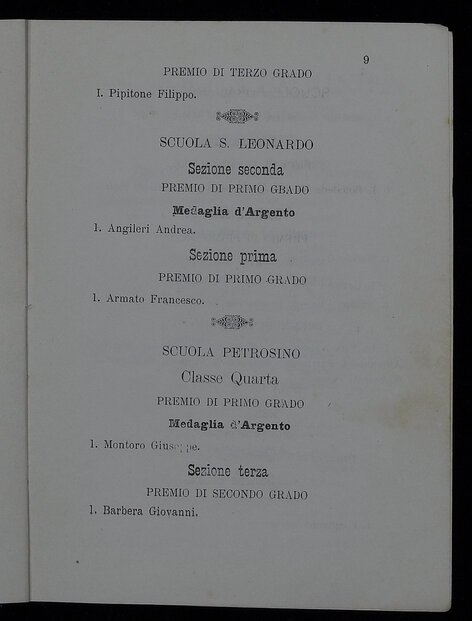 9
PREMIO DI TERZO GRADO
I. Pipitone Filippo.
SCUOLA S. LEONARDO
Sezione seconda
PREMIO DI PRIMO GBADO
Medaglia d'Argento
1. Angileri Andrea.
Sezione prima
PREMIO DI PRIMO GRADO
1. Armato Francesco.
SCUOLA PETROSINO
Classe Quarta
PREMIO DI PRIMO GRADO
Medaglia d'Argento
1. Montoro Giuseppe.
Sezione terza
PREMIO DI SECONDO GRADO
1. Barbera Giovanni.